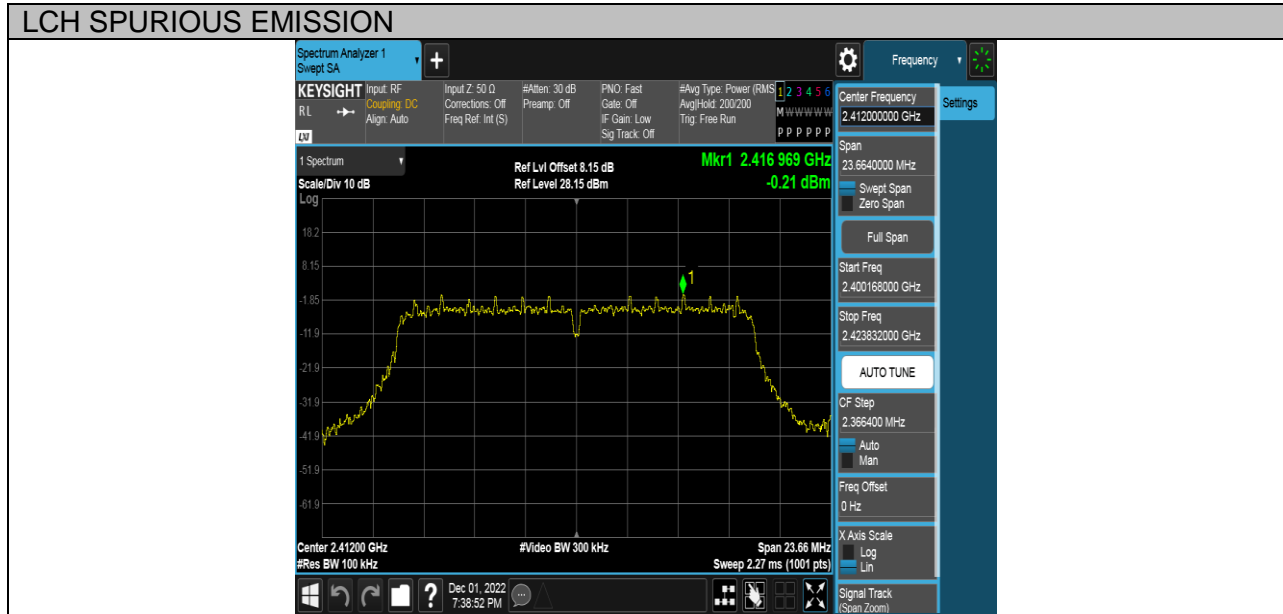 LCH SPURIOUS EMISSION
Spectrum Analyzer 1
Swept SA
Frequency
KEYSIGHT
RL
LXI
Input: RF
Coupling: DC
Align: Auto
Input Z: 50 Ω
Corrections: Off
Freq Ref: Int (S)
#Atten: 30 dB
Preamp: Off
PNO: Fast
Gate: Off
IF Gain: Low
Sig Track: Off
#Avg Type: Power (RMS
Avg|Hold: 200/200
Trig: Free Run
1 2 3 4 5 6
M W W W W W
P P P P P P
1 Spectrum
Scale/Div 10 dB
Ref Lvl Offset 8.15 dB
Ref Level 28.15 dBm
Mkr1 2.416 969 GHz
-0.21 dBm
Log
18.2
8.15
-1.85
-11.9
-21.9
-31.9
-41.9
-51.9
-61.9
1
Center 2.41200 GHz
#Res BW 100 kHz
#Video BW 300 kHz
Span 23.66 MHz
Sweep 2.27 ms (1001 pts)
Dec 01, 2022
7:38:52 PM
Center Frequency
2.412000000 GHz
Settings
Span
23.6640000 MHz
Swept Span
Zero Span
Full Span
Start Freq
2.400168000 GHz
Stop Freq
2.423832000 GHz
AUTO TUNE
CF Step
2.366400 MHz
Auto
Man
Freq Offset
0 Hz
X Axis Scale
Log
Lin
Signal Track
(Span Zoom)